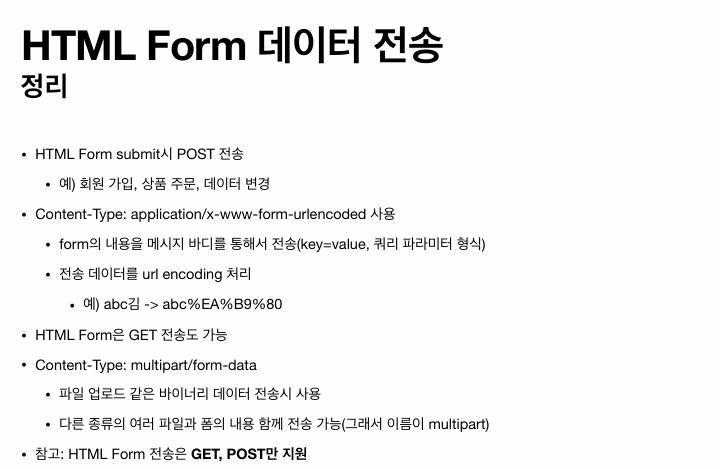 HTML Form 데이터 전송
정리
• HTML Form submit시 POST 전송
• 예) 회원 가입, 상품 주문, 데이터 변경
• Content-Type: application/x-www-form-urlencoded 사용
• form의 내용을 메시지 바디를 통해서 전송(key=value, 쿼리 파라미터 형식)
• 전송 데이터를 url encoding 처리
• 예) abc김 -> abc%EA%B9%80
• HTML Form은 GET 전송도 가능
• Content-Type: multipart/form-data
• 파일 업로드 같은 바이너리 데이터 전송시 사용
• 다른 종류의 여러 파일과 폼의 내용 함께 전송 가능(그래서 이름이 multipart)
• 참고: HTML Form 전송은 GET, POST만 지원